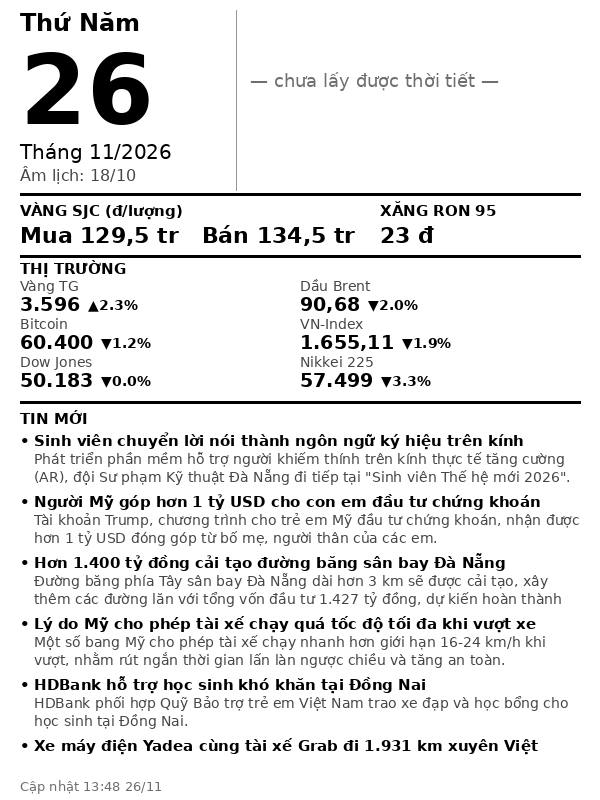 Thứ Năm
26
Tháng 11/2026
Âm lịch: 18/10
— chưa lấy được thời tiết —
VÀNG SJC (đ/lượng)
Mua 129,5 tr Bán 134,5 tr
XĂNG RON 95
23 đ
THỊ TRƯỜNG
Vàng TG
3.596 ▲2.3%
Dầu Brent
90,68 ▼2.0%
Bitcoin
60.400 ▼1.2%
VN-Index
1.655,11 ▼1.9%
Dow Jones
50.183 ▼0.0%
Nikkei 225
57.499 ▼3.3%
TIN MỚI
• Sinh viên chuyển lời nói thành ngôn ngữ ký hiệu trên kính
Phát triển phần mềm hỗ trợ người khiếm thính trên kính thực tế tăng cường
(AR), đội Sư phạm Kỹ thuật Đà Nẵng đi tiếp tại "Sinh viên Thế hệ mới 2026".
• Người Mỹ góp hơn 1 tỷ USD cho con em đầu tư chứng khoán
Tài khoản Trump, chương trình cho trẻ em Mỹ đầu tư chứng khoán, nhận được
hơn 1 tỷ USD đóng góp từ bố mẹ, người thân của các em.
• Hơn 1.400 tỷ đồng cải tạo đường băng sân bay Đà Nẵng
Đường băng phía Tây sân bay Đà Nẵng dài hơn 3 km sẽ được cải tạo, xây
thêm các đường lăn với tổng vốn đầu tư 1.427 tỷ đồng, dự kiến hoàn thành
• Lý do Mỹ cho phép tài xế chạy quá tốc độ tối đa khi vượt xe
Một số bang Mỹ cho phép tài xế chạy nhanh hơn giới hạn 16-24 km/h khi
vượt, nhằm rút ngắn thời gian lấn làn ngược chiều và tăng an toàn.
• HDBank hỗ trợ học sinh khó khăn tại Đồng Nai
HDBank phối hợp Quỹ Bảo trợ trẻ em Việt Nam trao xe đạp và học bổng cho
học sinh tại Đồng Nai.
• Xe máy điện Yadea cùng tài xế Grab đi 1.931 km xuyên Việt
Cập nhật 13:48 26/11